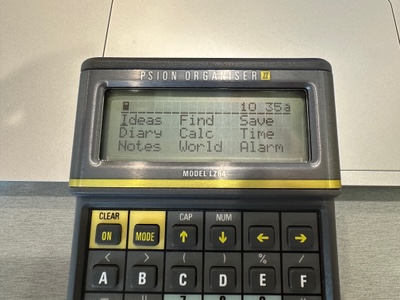 PSION ORGANISER II
10 35a
Ideas Find Save
Diary Calc Time
Notes World Alarm
MODEL LZ64
CLEAR CAP NUM
ON MODE ↑ ↓ ← →
< > ( ) % /
A B C D E F